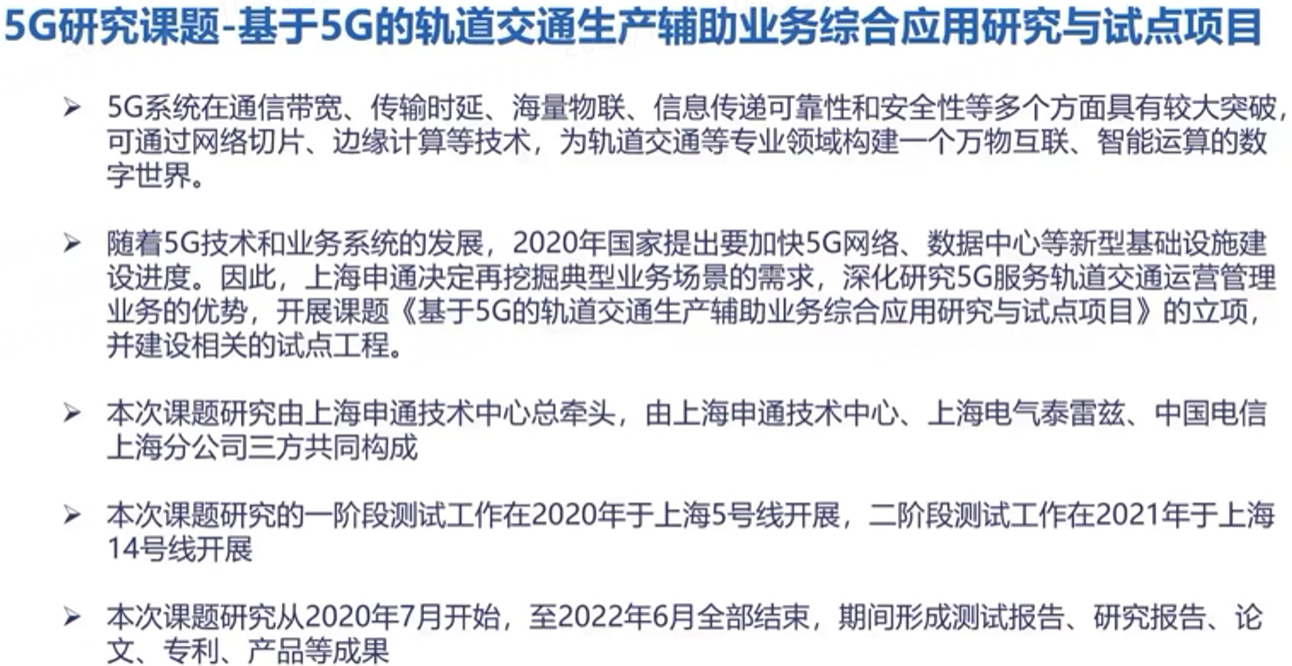 5G研究课题-基于5G的轨道交通生产辅助业务综合应用研究与试点项目
➢ 5G系统在通信带宽、传输时延、海量物联、信息传递可靠性和安全性等多个方面具有较大突破，
可通过网络切片、边缘计算等技术，为轨道交通等专业领域构建一个万物互联、智能运算的数
字世界。
➢ 随着5G技术和业务系统的发展，2020年国家提出要加快5G网络、数据中心等新型基础设施建
设进度。因此，上海申通决定再挖掘典型业务场景的需求，深化研究5G服务轨道交通运营管理
业务的优势，开展课题《基于5G的轨道交通生产辅助业务综合应用研究与试点项目》的立项，
并建设相关的试点工程。
➢ 本次课题研究由上海申通技术中心总牵头，由上海申通技术中心、上海电气泰雷兹、中国电信
上海分公司三方共同构成
➢ 本次课题研究的一阶段测试工作在2020年于上海5号线开展，二阶段测试工作在2021年于上海
14号线开展
➢ 本次课题研究从2020年7月开始，至2022年6月全部结束，期间形成测试报告、研究报告、论
文、专利、产品等成果